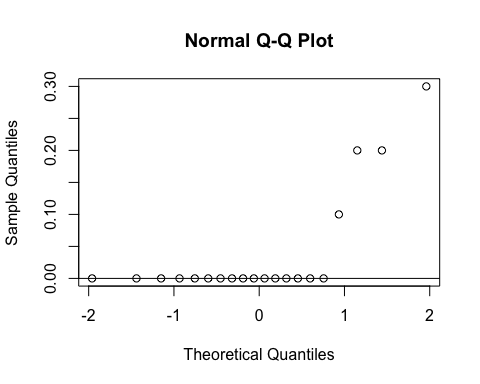 Normal Q-Q Plot
Sample Quantiles
0.30
0.20
0.10
0.00
-2 -1 0 1 2
Theoretical Quantiles